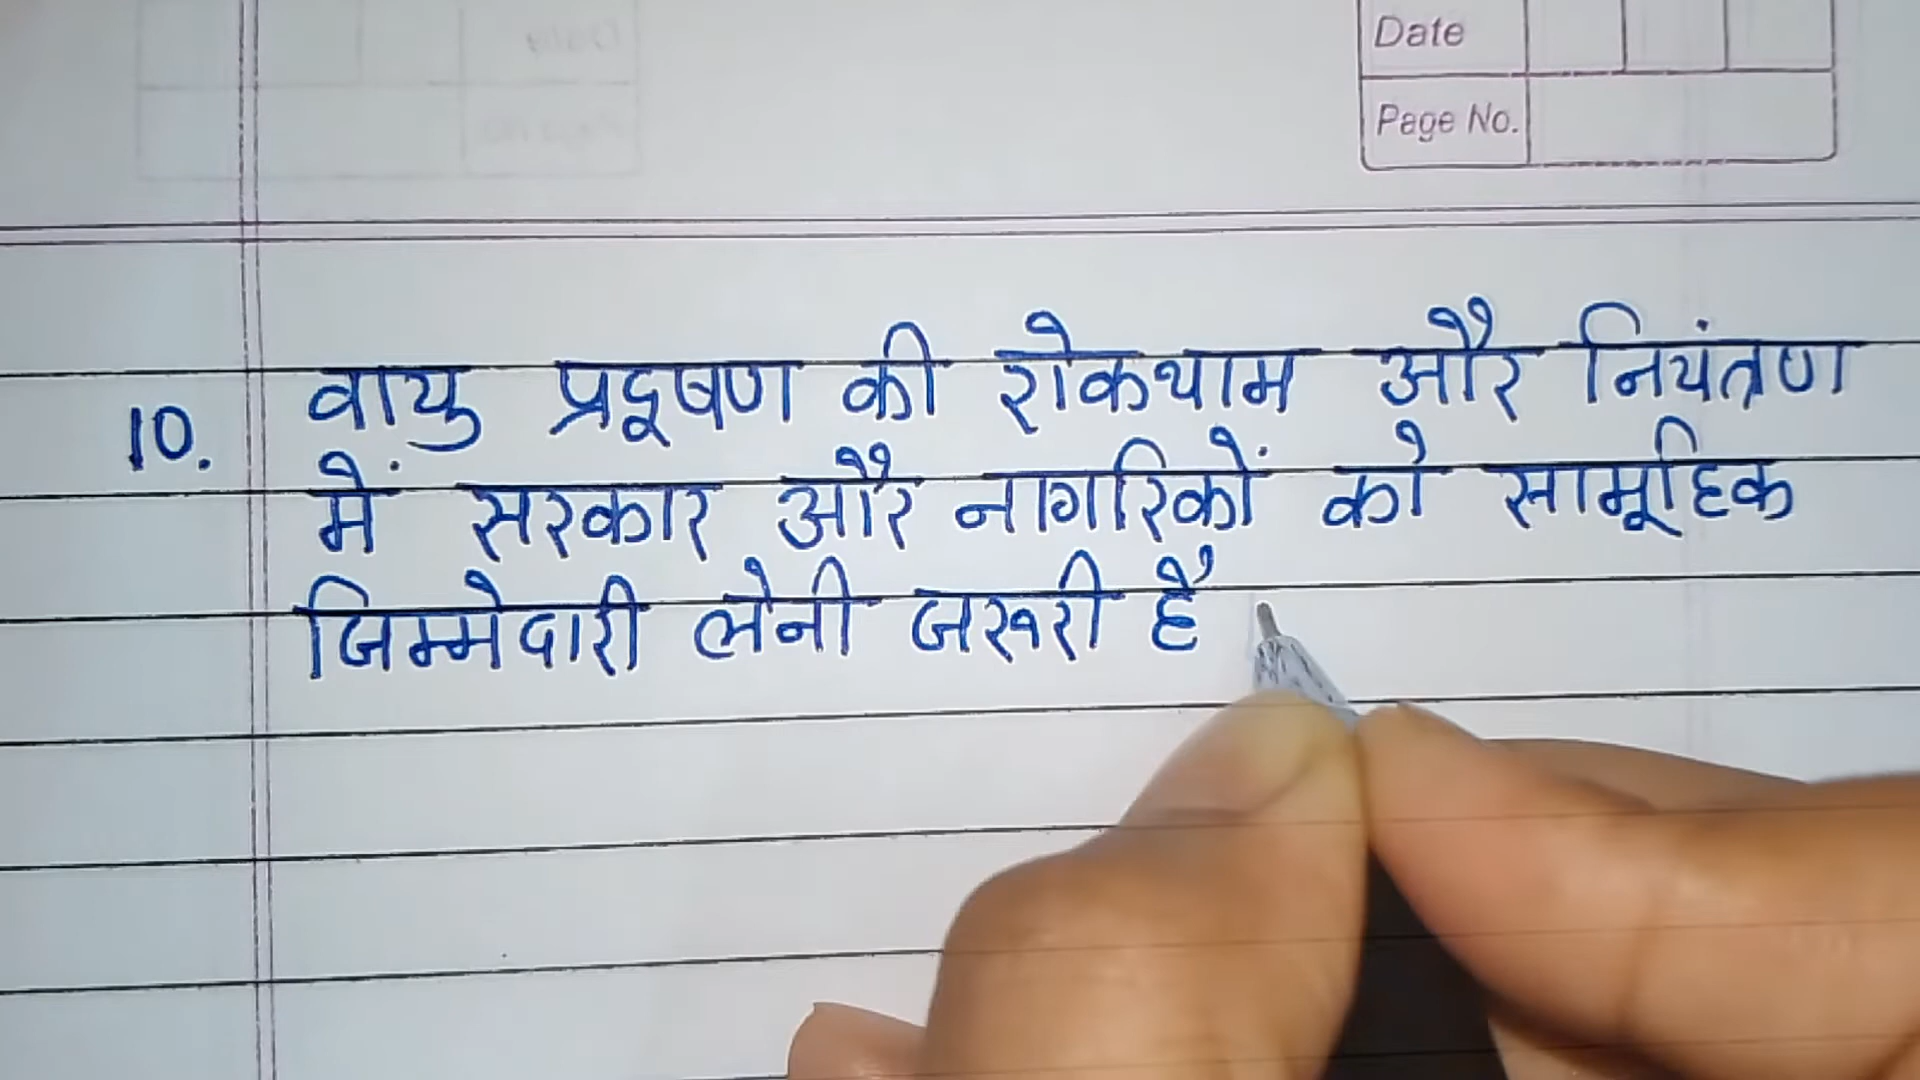 Date
Page No.
10. वायु प्रदूषण की रोकथाम और नियंत्रण
में सरकार और नागरिकों को सामूहिक
जिम्मेदारी लेनी जरूरी है